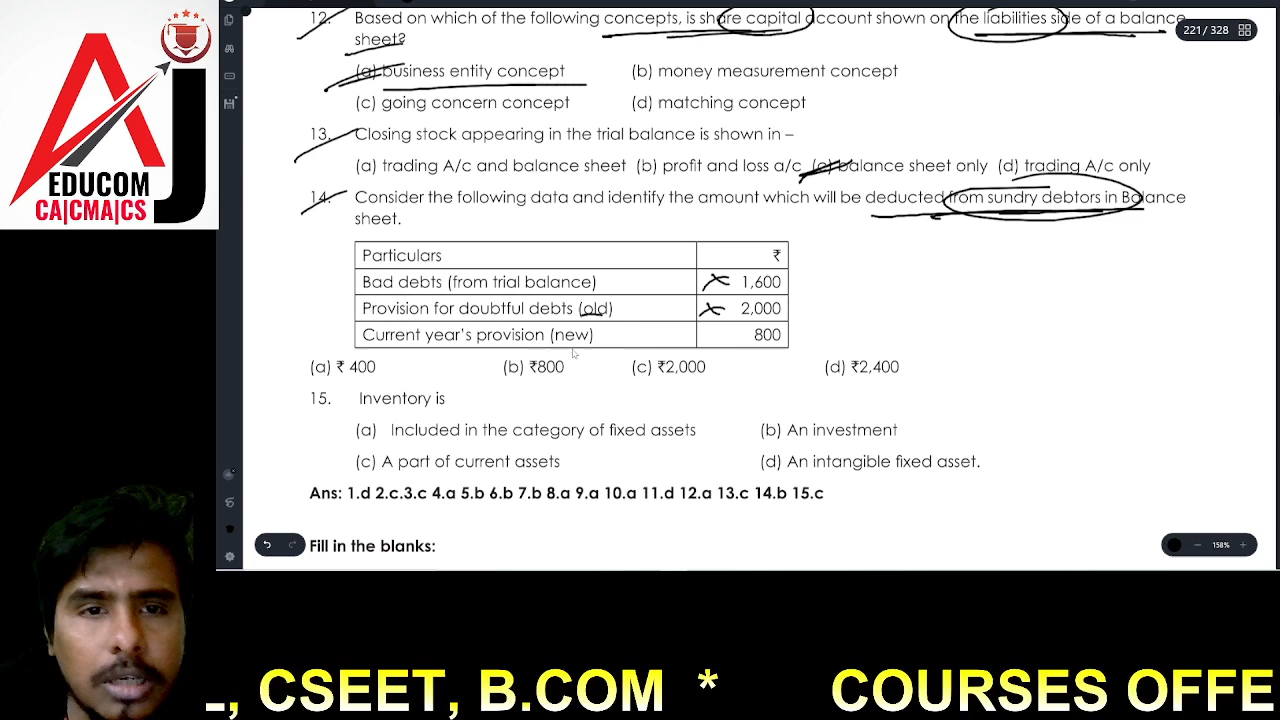 12. Based on which of the following concepts, is share capital account shown on the liabilities side of a balance
sheet?
(a) business entity concept (b) money measurement concept
(c) going concern concept (d) matching concept
13. Closing stock appearing in the trial balance is shown in –
(a) trading A/c and balance sheet (b) profit and loss a/c (c) balance sheet only (d) trading A/c only
14. Consider the following data and identify the amount which will be deducted from sundry debtors in Balance
sheet.
Particulars ₹
Bad debts (from trial balance) 1,600
Provision for doubtful debts (old) 2,000
Current year's provision (new) 800
(a) ₹ 400 (b) ₹800 (c) ₹2,000 (d) ₹2,400
15. Inventory is
(a) Included in the category of fixed assets (b) An investment
(c) A part of current assets (d) An intangible fixed asset.
Ans: 1.d 2.c.3.c 4.a 5.b 6.b 7.b 8.a 9.a 10.a 11.d 12.a 13.c 14.b 15.c
Fill in the blanks:
221 / 328
158%
AJ
EDUCOM
CA|CMA|CS
L, CSEET, B.COM * COURSES OFFE